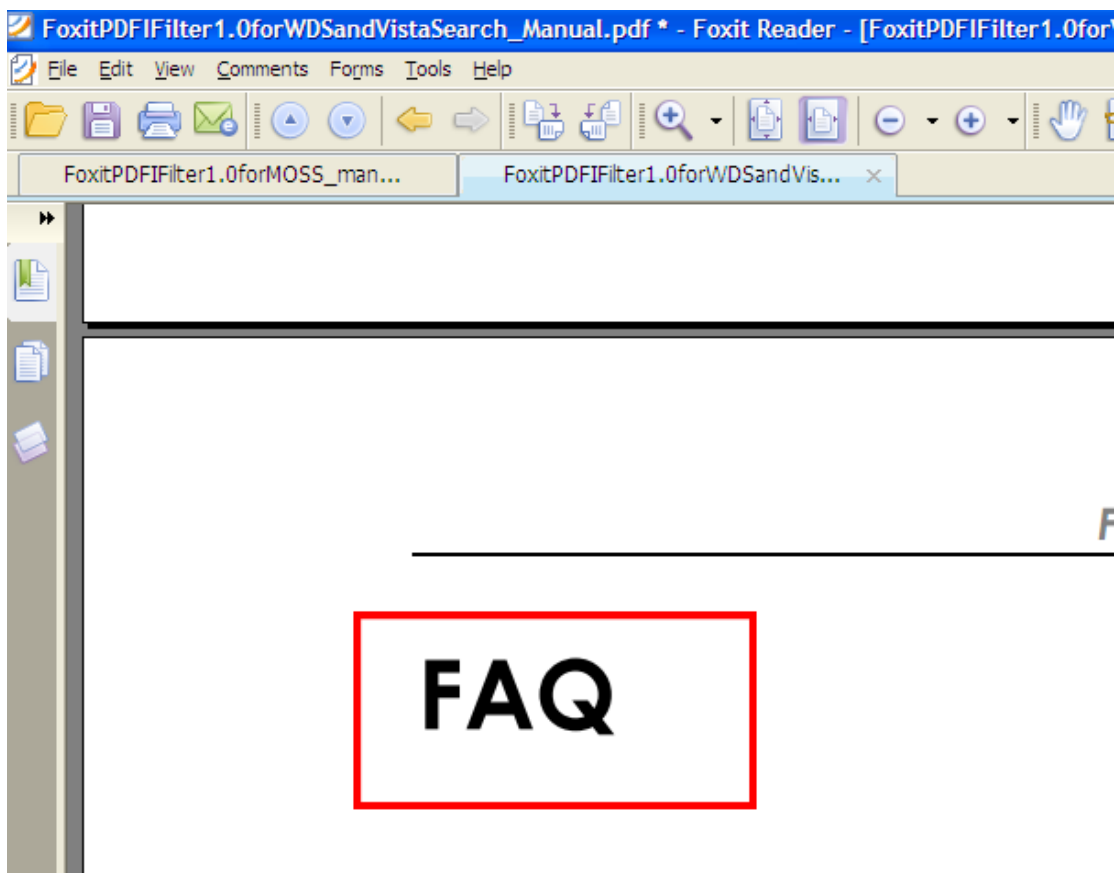 FoxitPDFIFilter1.0forWDSandVistaSearch_Manual.pdf * - Foxit Reader - [FoxitPDFIFilter1.0for
File Edit View Comments Forms Tools Help
FoxitPDFIFilter1.0forMOSS_man... FoxitPDFIFilter1.0forWDSandVis...
F
FAQ